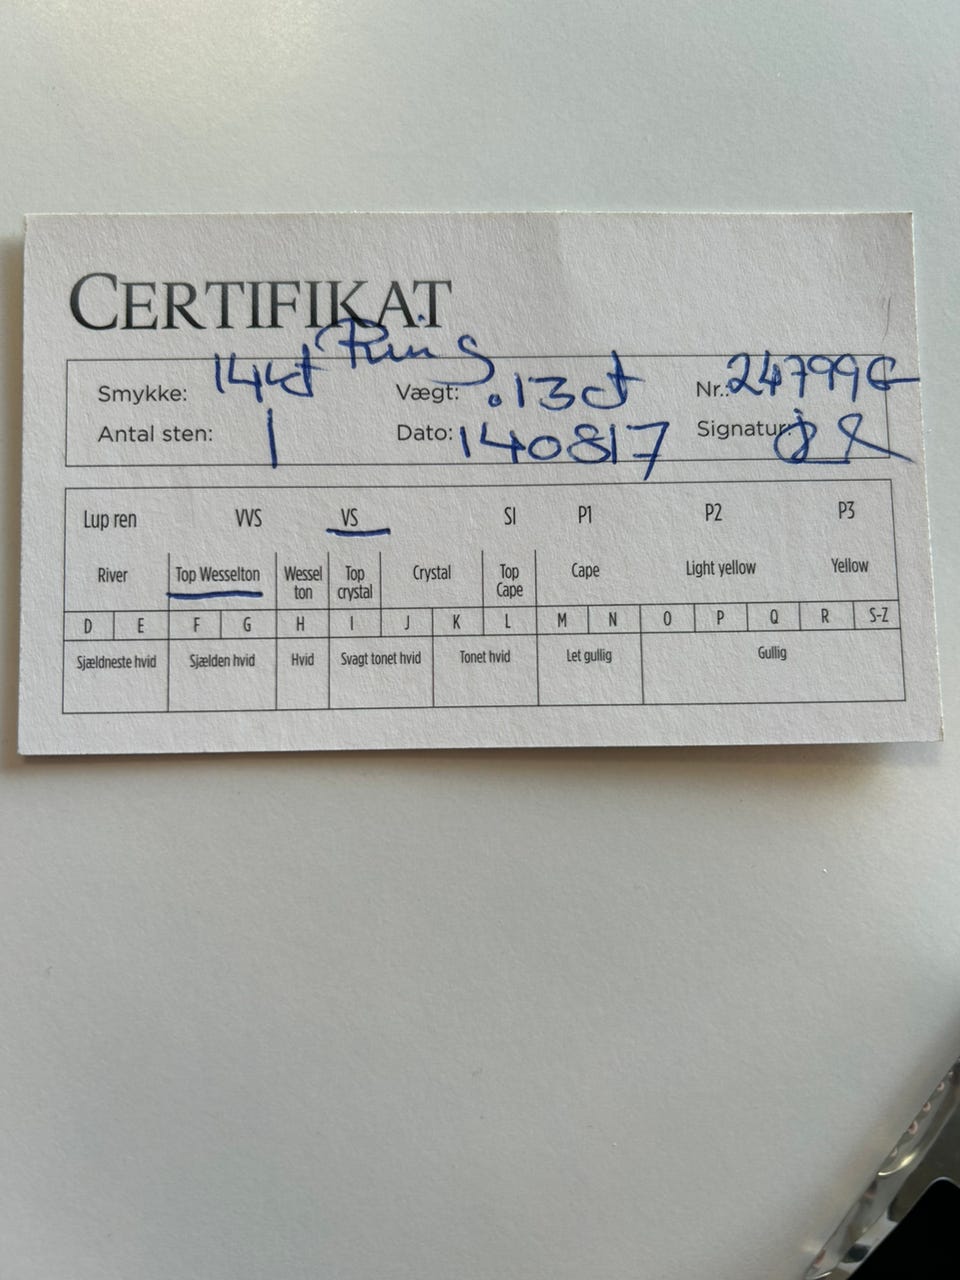 CERTIFIKAT
Smykke: 14ct Ring Vægt: .13ct Nr.: 24799G
Antal sten: 1 Dato: 140817 Signatur:
Lup ren VVS VS SI P1 P2 P3
River Top Wesselton Wessel ton Top crystal Crystal Top Cape Cape Light yellow Yellow
D E F G H I J K L M N O P Q R S-Z
Sjældneste hvid Sjælden hvid Hvid Svagt tonet hvid Tonet hvid Let gullig Gullig